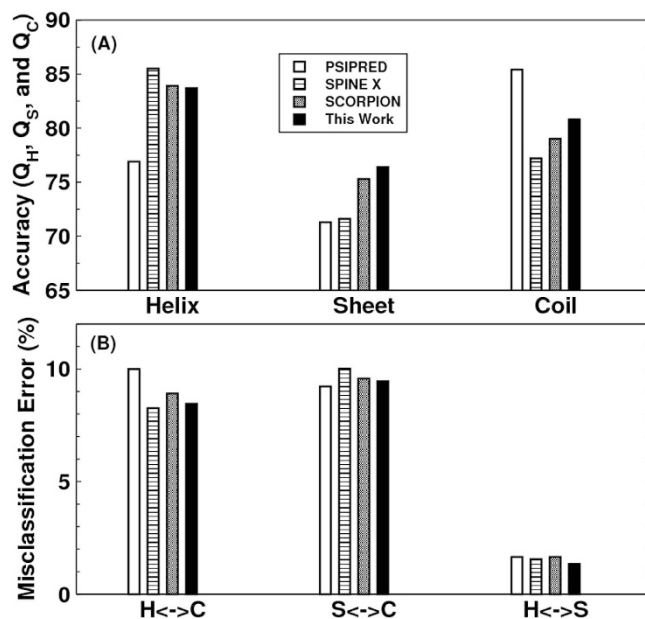 Accuracy (Q_H, Q_S, and Q_C)
90
85
80
75
70
65
(A)
PSIPRED
SPINE X
SCORPION
This Work
Helix Sheet Coil
Misclassification Error (%)
10
5
0
(B)
H<->C S<->C H<->S